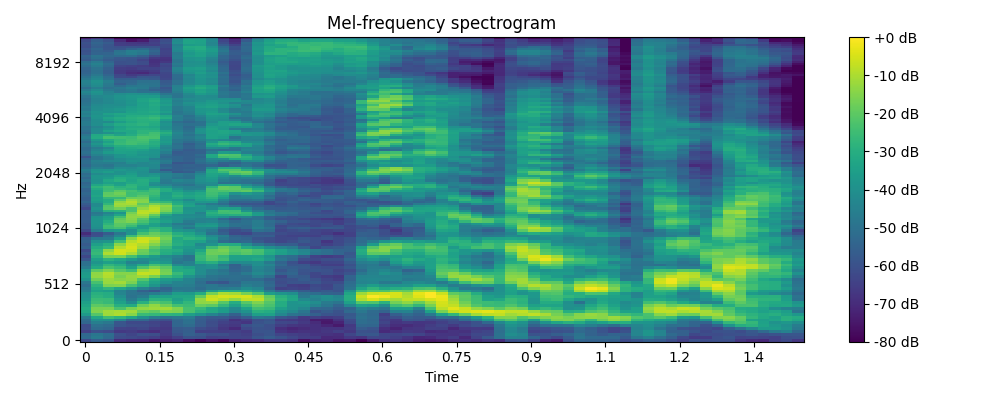 Mel-frequency spectrogram
Hz
8192
4096
2048
1024
512
0
0 0.15 0.3 0.45 0.6 0.75 0.9 1.1 1.2 1.4
Time
+0 dB
-10 dB
-20 dB
-30 dB
-40 dB
-50 dB
-60 dB
-70 dB
-80 dB